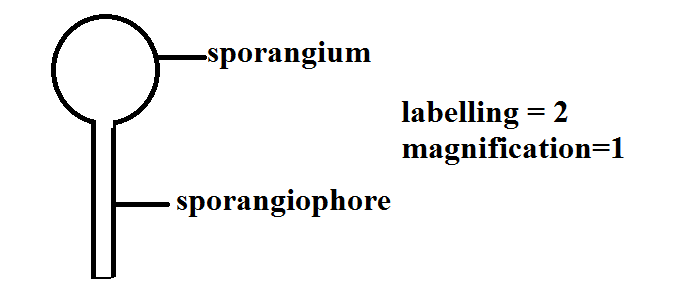 sporangium
labelling = 2
magnification=1
sporangiophore